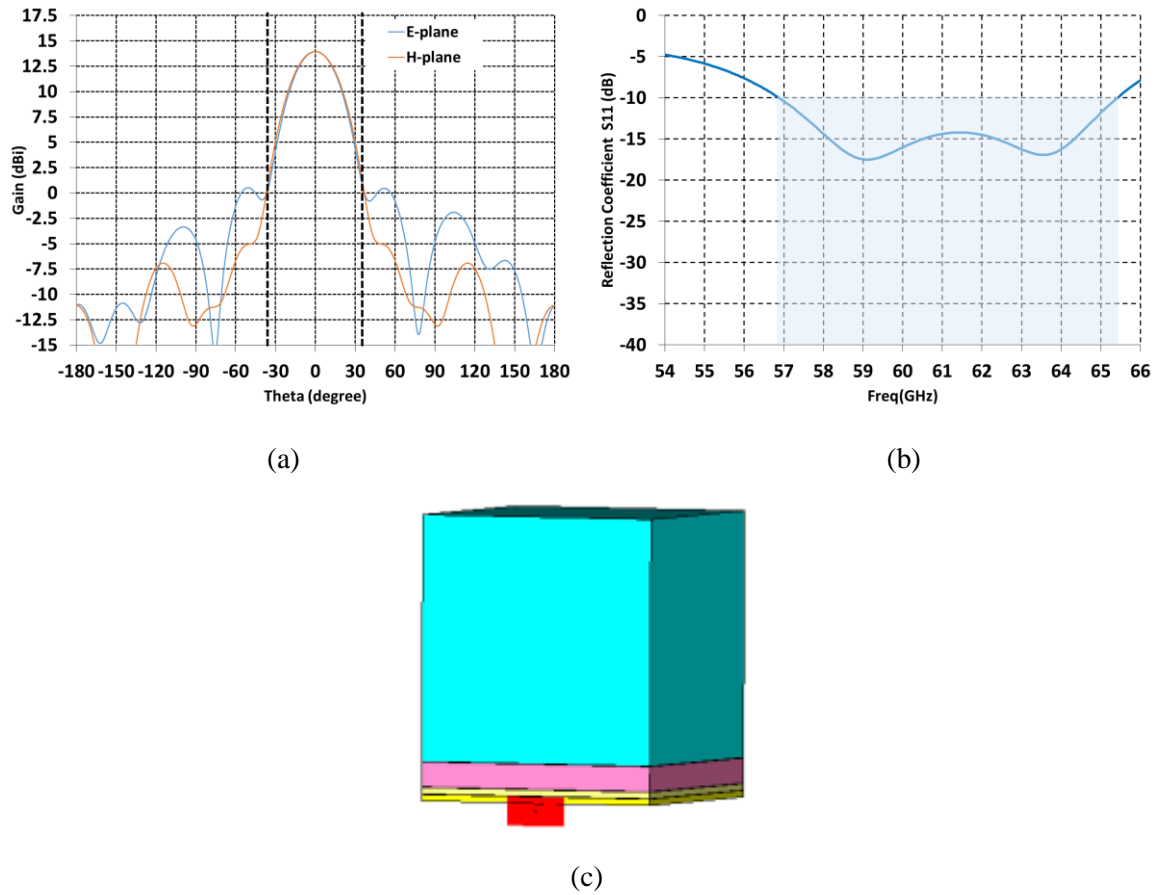 17.5
15
12.5
10
7.5
5
2.5
0
-2.5
-5
-7.5
-10
-12.5
-15
Gain (dBi)
E-plane
H-plane
-180 -150 -120 -90 -60 -30 0 30 60 90 120 150 180
Theta (degree)
(a)
0
-5
-10
-15
-20
-25
-30
-35
-40
Reflection Coefficient S11 (dB)
54 55 56 57 58 59 60 61 62 63 64 65 66
Freq(GHz)
(b)
(c)